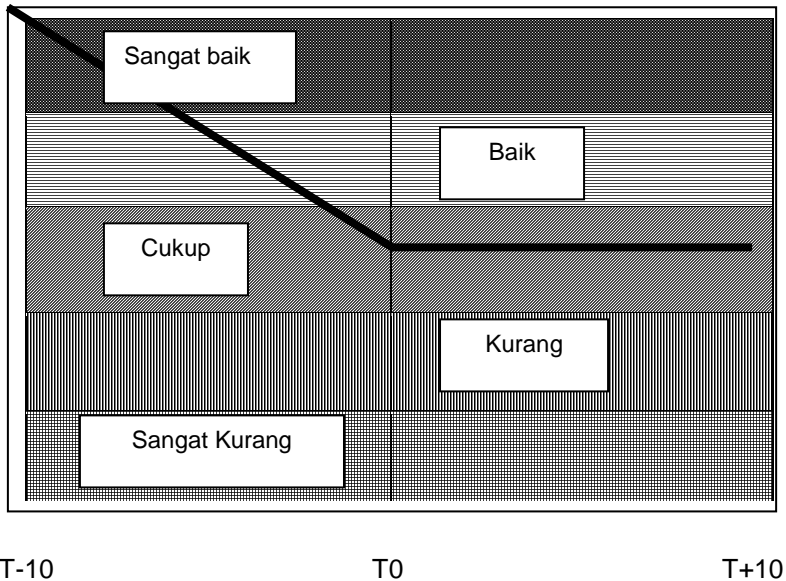 Sangat baik
Baik
Cukup
Kurang
Sangat Kurang
T-10 T0 T+10